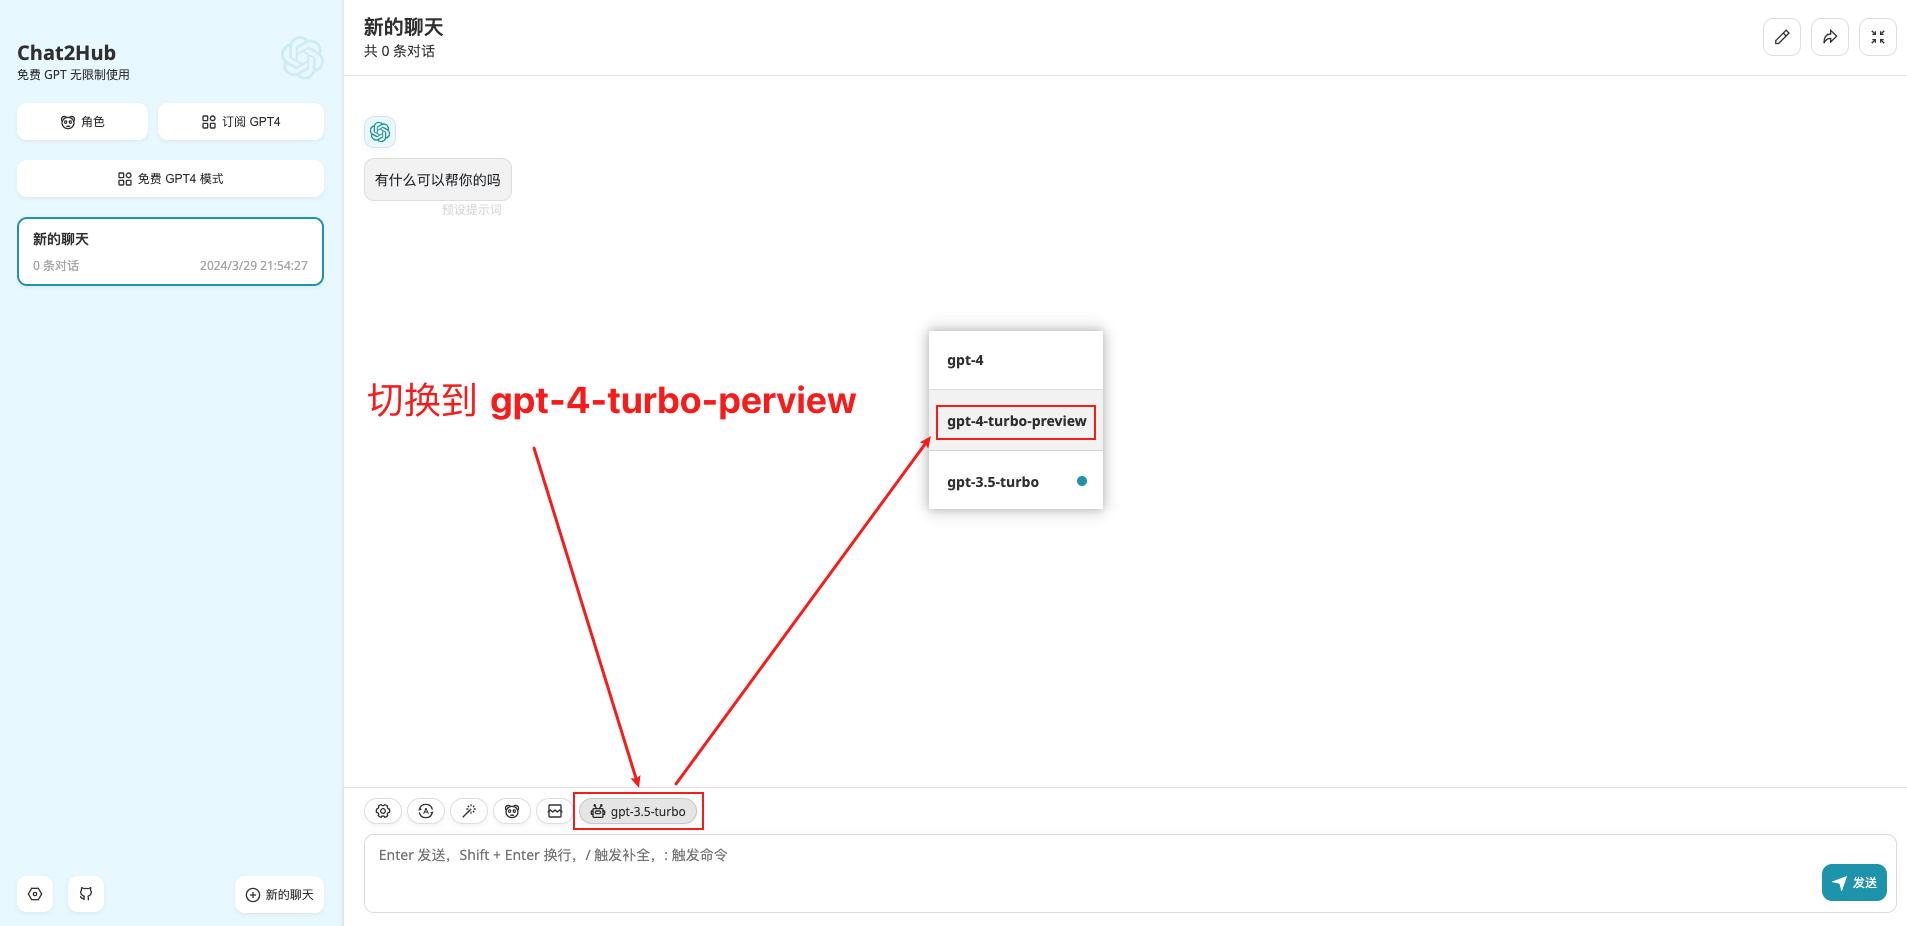 Chat2Hub
免费 GPT 无限制使用
角色
订阅 GPT4
免费 GPT4 模式
新的聊天
0 条对话
2024/3/29 21:54:27
新的聊天
新的聊天
共 0 条对话
有什么可以帮你的吗
预设提示词
切换到 gpt-4-turbo-perview
gpt-4
gpt-4-turbo-preview
gpt-3.5-turbo
gpt-3.5-turbo
Enter 发送，Shift + Enter 换行，/ 触发补全，: 触发命令
发送